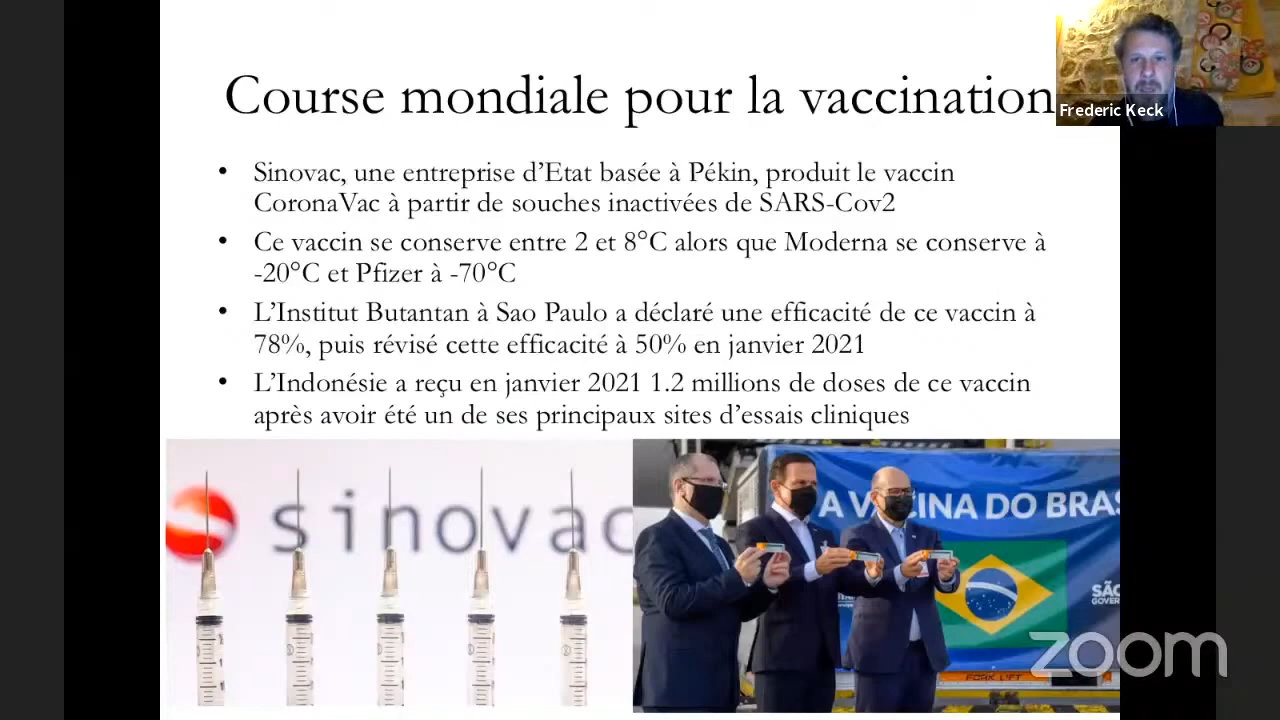 Course mondiale pour la vaccination
Frederic Keck
• Sinovac, une entreprise d’Etat basée à Pékin, produit le vaccin
CoronaVac à partir de souches inactivées de SARS-Cov2
• Ce vaccin se conserve entre 2 et 8°C alors que Moderna se conserve à
-20°C et Pfizer à -70°C
• L’Institut Butantan à Sao Paulo a déclaré une efficacité de ce vaccin à
78%, puis révisé cette efficacité à 50% en janvier 2021
• L’Indonésie a reçu en janvier 2021 1.2 millions de doses de ce vaccin
après avoir été un de ses principaux sites d’essais cliniques
sinovac
A VACINA DO BRAS
SÃO
GOVER
zoom
FORK LIFT